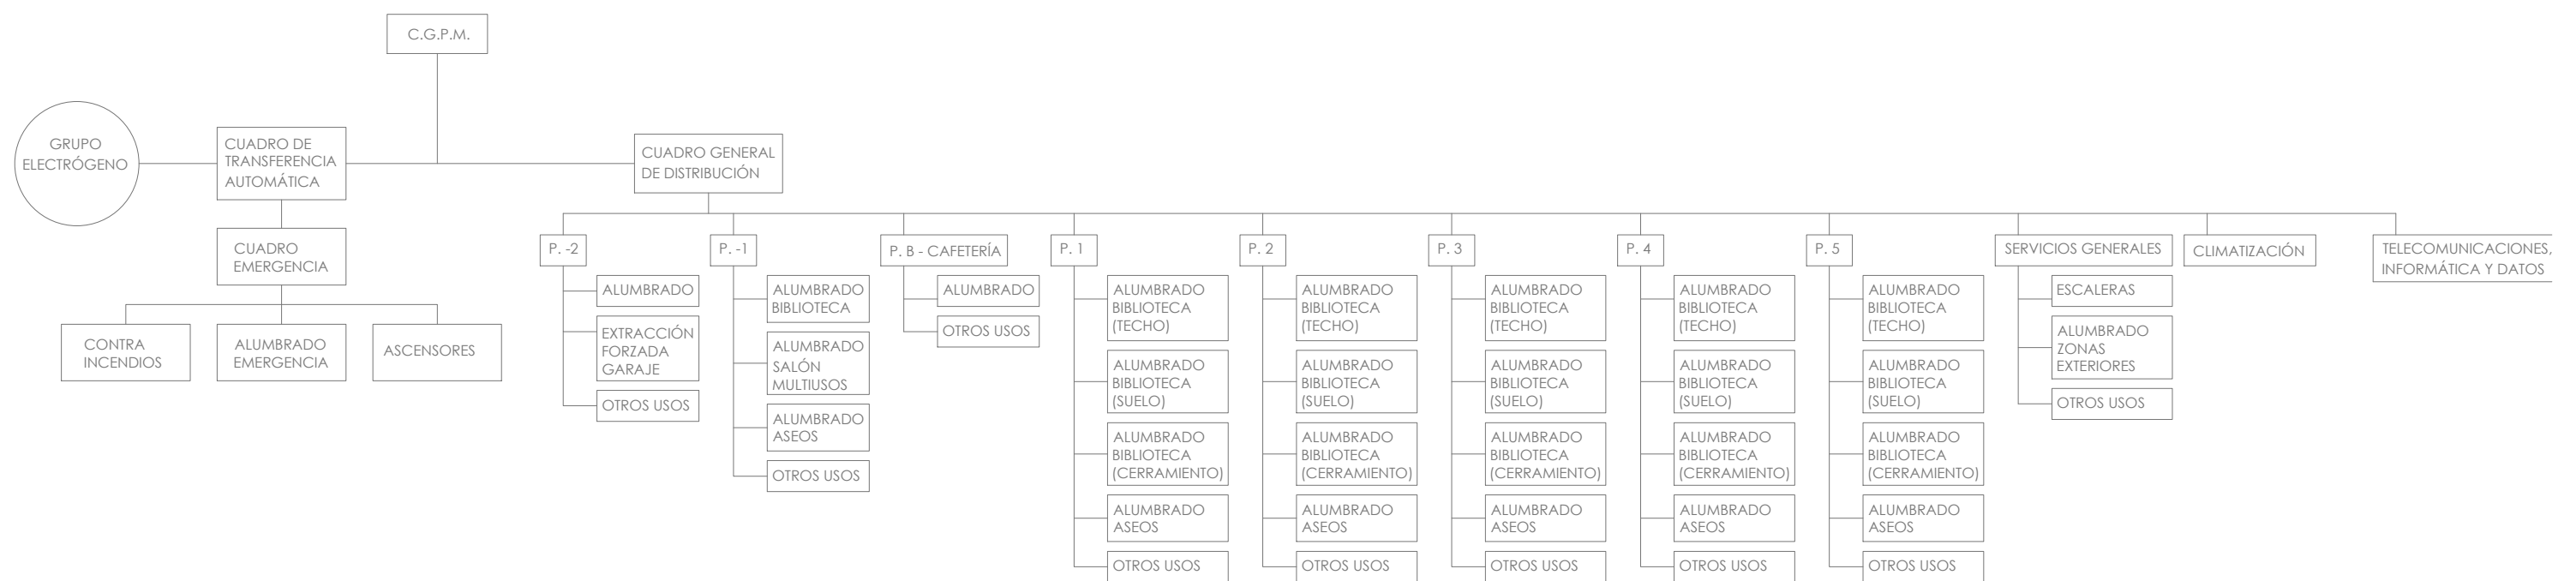 C.G.P.M.
GRUPO
ELECTRÓGENO
CUADRO DE
TRANSFERENCIA
AUTOMÁTICA
CUADRO GENERAL
DE DISTRIBUCIÓN
CUADRO
EMERGENCIA
CONTRA
INCENDIOS
ALUMBRADO
EMERGENCIA
ASCENSORES
P. -2
ALUMBRADO
EXTRACCIÓN
FORZADA
GARAJE
OTROS USOS
P. -1
ALUMBRADO
BIBLIOTECA
ALUMBRADO
SALÓN
MULTIUSOS
ALUMBRADO
ASEOS
OTROS USOS
P. B - CAFETERÍA
ALUMBRADO
OTROS USOS
P. 1
ALUMBRADO
BIBLIOTECA
(TECHO)
ALUMBRADO
BIBLIOTECA
(SUELO)
ALUMBRADO
BIBLIOTECA
(CERRAMIENTO)
ALUMBRADO
ASEOS
OTROS USOS
P. 2
ALUMBRADO
BIBLIOTECA
(TECHO)
ALUMBRADO
BIBLIOTECA
(SUELO)
ALUMBRADO
BIBLIOTECA
(CERRAMIENTO)
ALUMBRADO
ASEOS
OTROS USOS
P. 3
ALUMBRADO
BIBLIOTECA
(TECHO)
ALUMBRADO
BIBLIOTECA
(SUELO)
ALUMBRADO
BIBLIOTECA
(CERRAMIENTO)
ALUMBRADO
ASEOS
OTROS USOS
P. 4
ALUMBRADO
BIBLIOTECA
(TECHO)
ALUMBRADO
BIBLIOTECA
(SUELO)
ALUMBRADO
BIBLIOTECA
(CERRAMIENTO)
ALUMBRADO
ASEOS
OTROS USOS
P. 5
ALUMBRADO
BIBLIOTECA
(TECHO)
ALUMBRADO
BIBLIOTECA
(SUELO)
ALUMBRADO
BIBLIOTECA
(CERRAMIENTO)
ALUMBRADO
ASEOS
OTROS USOS
SERVICIOS GENERALES
ESCALERAS
ALUMBRADO
ZONAS
EXTERIORES
OTROS USOS
CLIMATIZACIÓN
TELECOMUNICACIONES,
INFORMÁTICA Y DATOS